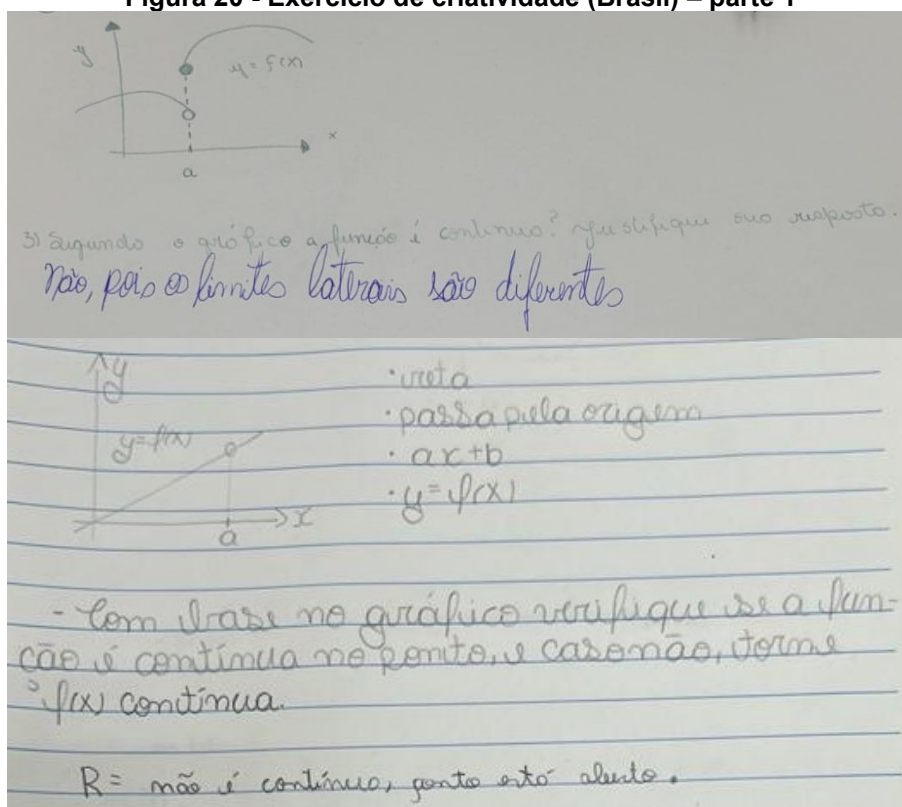 Figura 20 - Exercício de criatividade (Brasil) – parte 1
y
y = f(x)
x
a
3) Segundo o gráfico a função é contínua? Justifique sua resposta.
Não, pois os limites laterais são diferentes
y
· reta
· passa pela origem
y=f(x)
· ax+b
· y=f(x)
x
a
- Com base no gráfico verifique se a fun-
ção é contínua no ponto, e caso não, torne
f(x) contínua.
R= não é contínuo, ponto está aberto.